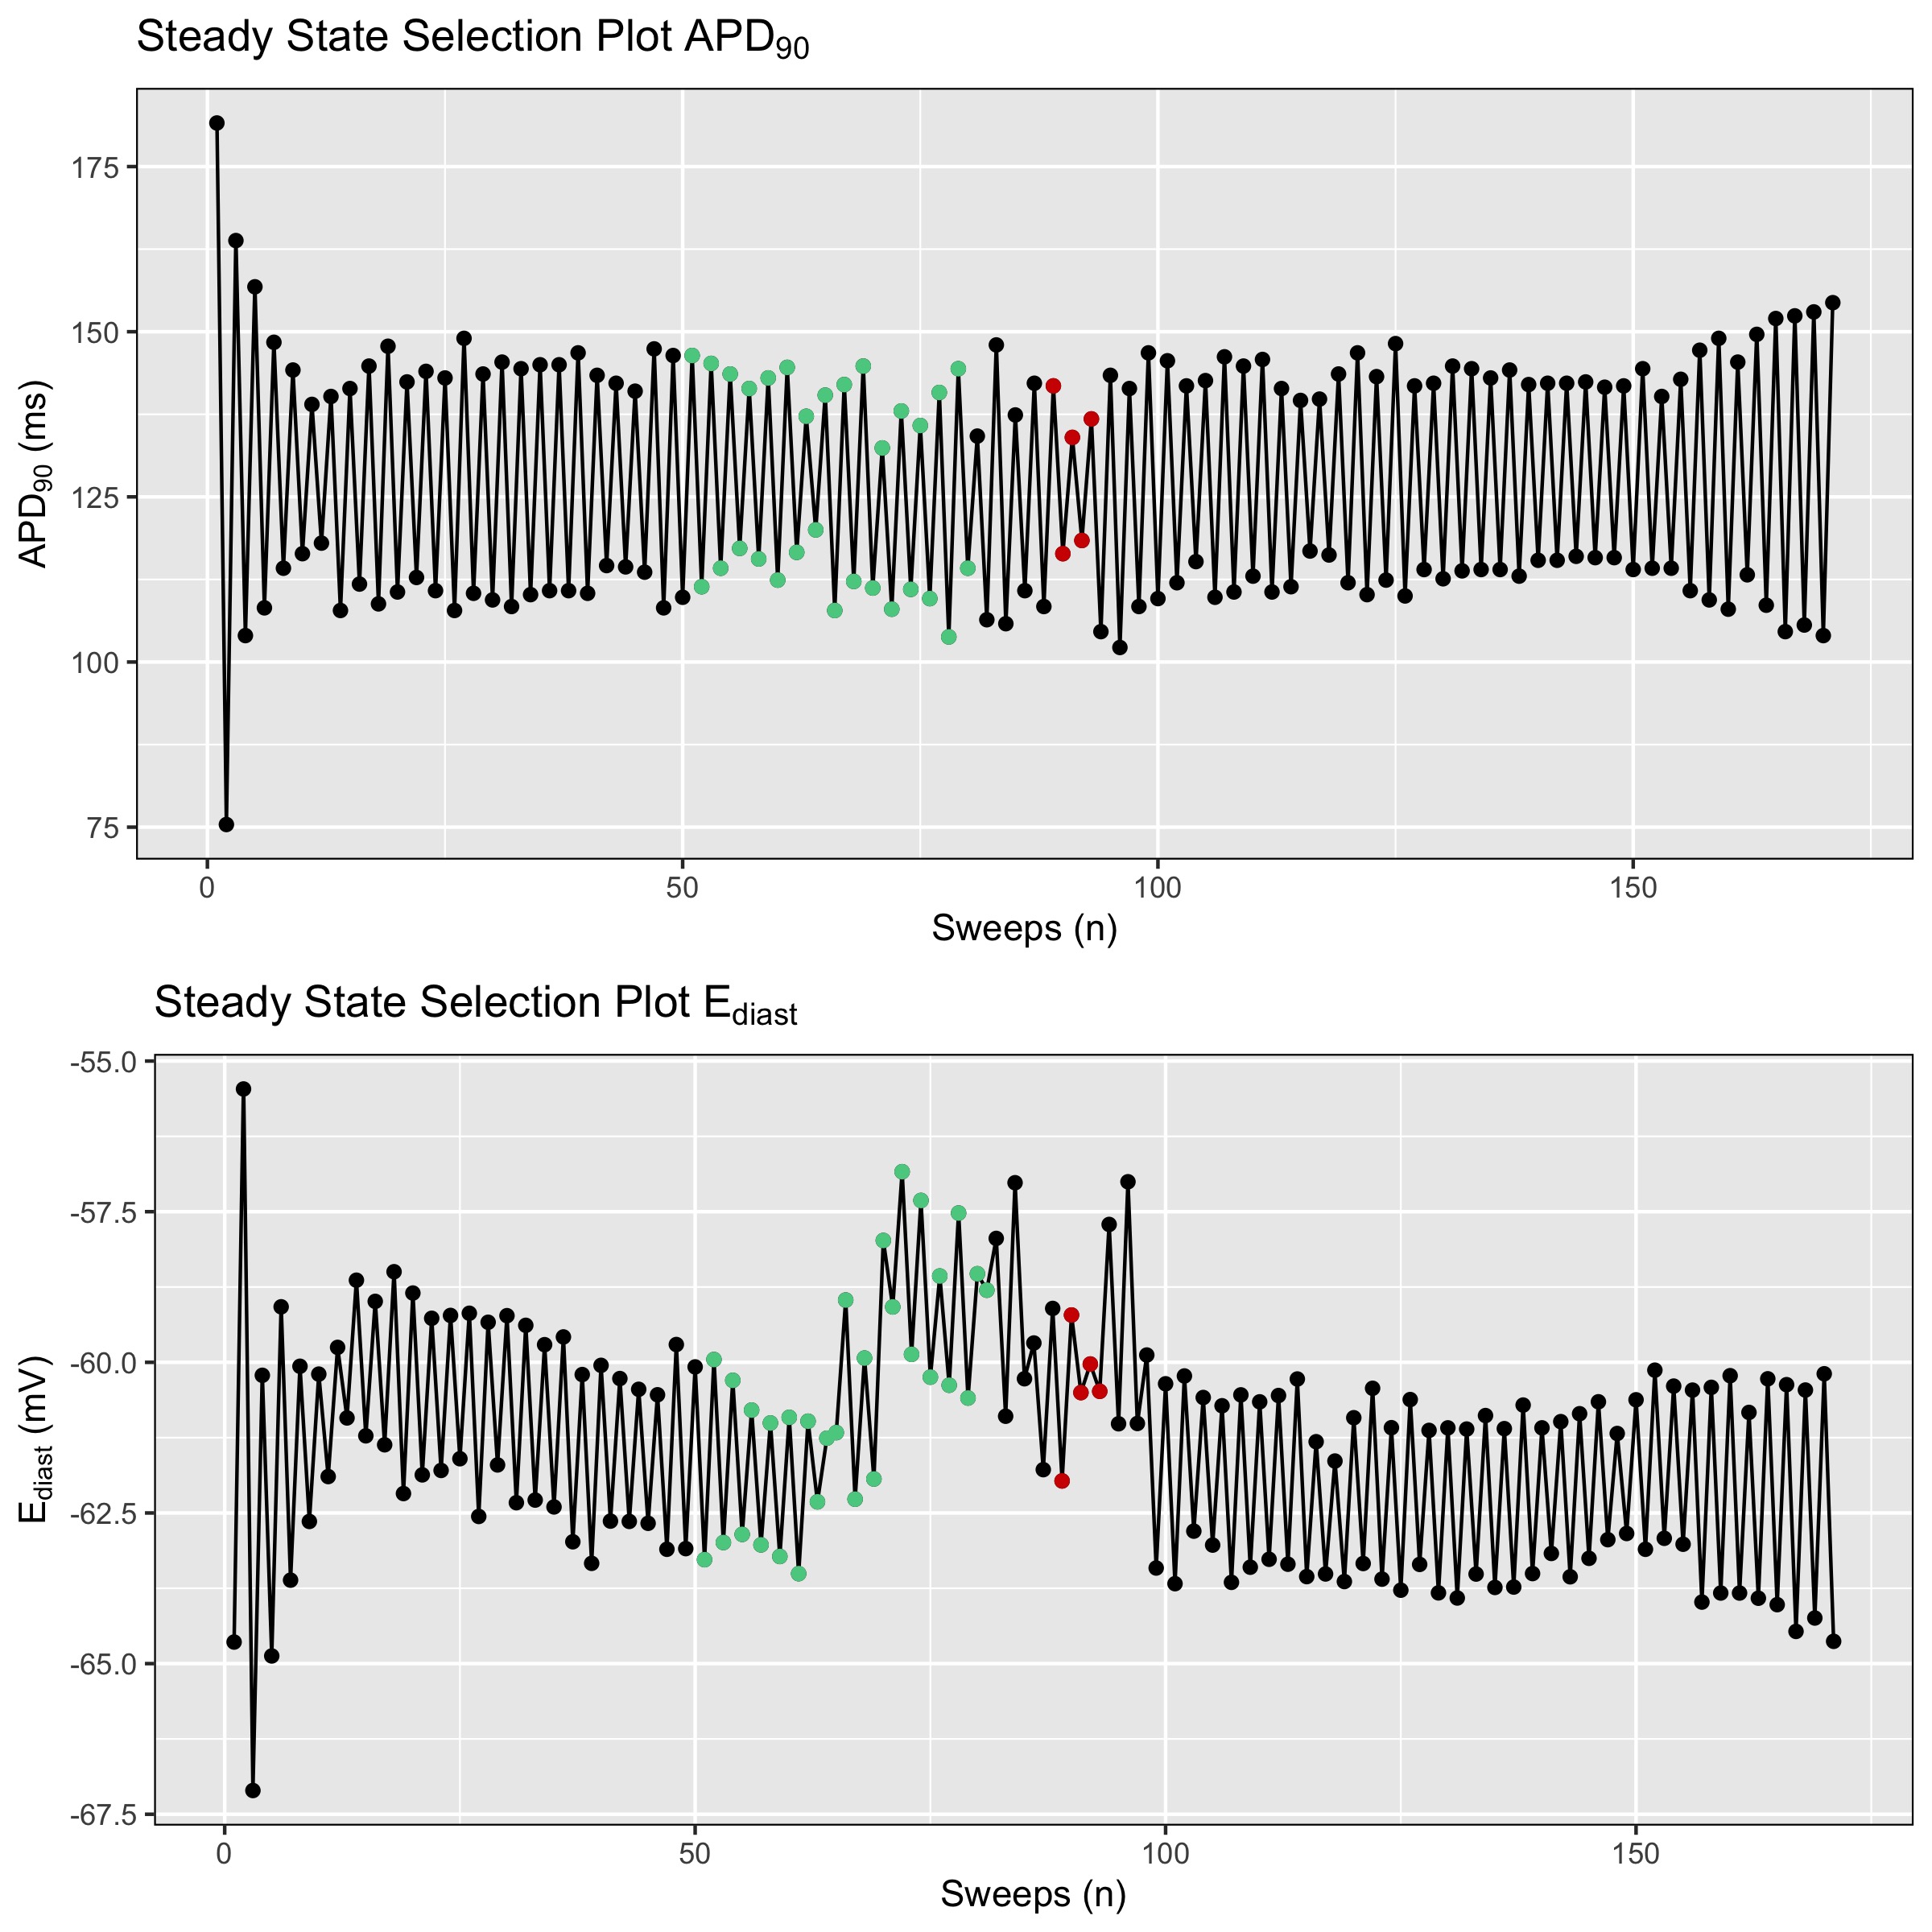 Steady State Selection Plot APD90
175
150
125
100
75
APD90 (ms)
0 50 100 150
Sweeps (n)
Steady State Selection Plot Ediast
-55.0
-57.5
-60.0
-62.5
-65.0
-67.5
Ediast (mV)
0 50 100 150
Sweeps (n)